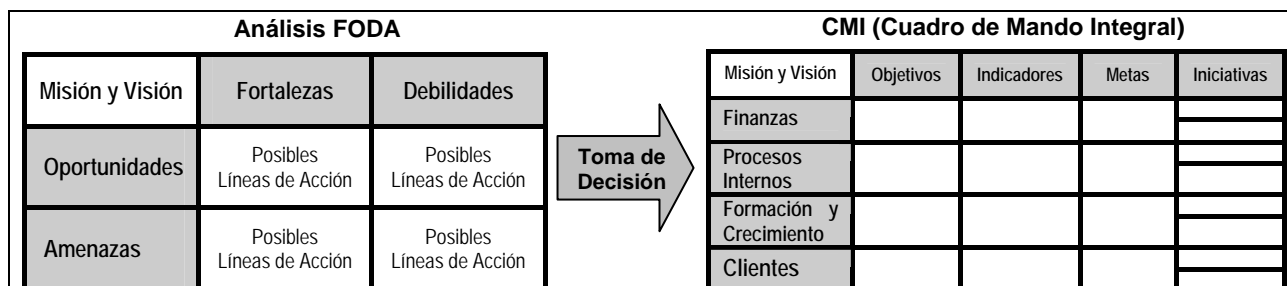 Análisis FODA
Misión y Visión Fortalezas Debilidades
Oportunidades Posibles Líneas de Acción Posibles Líneas de Acción
Amenazas Posibles Líneas de Acción Posibles Líneas de Acción
Toma de
Decisión
CMI (Cuadro de Mando Integral)
Misión y Visión Objetivos Indicadores Metas Iniciativas
Finanzas
Procesos
Internos
Formación y
Crecimiento
Clientes